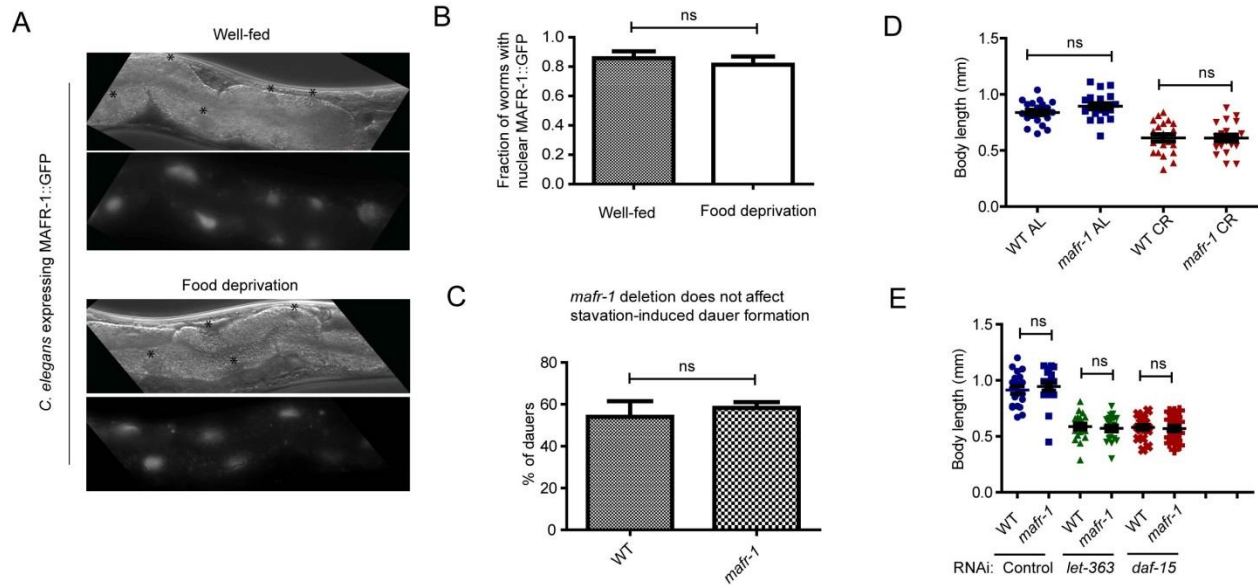 A
Well-fed
* * * * *
Food deprivation
* * * *
C. elegans expressing MAFR-1::GFP
B
ns
Fraction of worms with
nuclear MAFR-1::GFP
1.0
0.8
0.6
0.4
0.2
0.0
Well-fed
Food deprivation
C
mafr-1 deletion does not affect
stavation-induced dauer formation
ns
% of dauers
80
60
40
20
0
WT
mafr-1
D
ns
ns
Body length (mm)
1.5
1.0
0.5
0.0
WT AL
mafr-1 AL
WT CR
mafr-1 CR
E
ns
ns
ns
Body length (mm)
1.5
1.0
0.5
0.0
WT
mafr-1
WT
mafr-1
WT
mafr-1
RNAi: Control let-363 daf-15